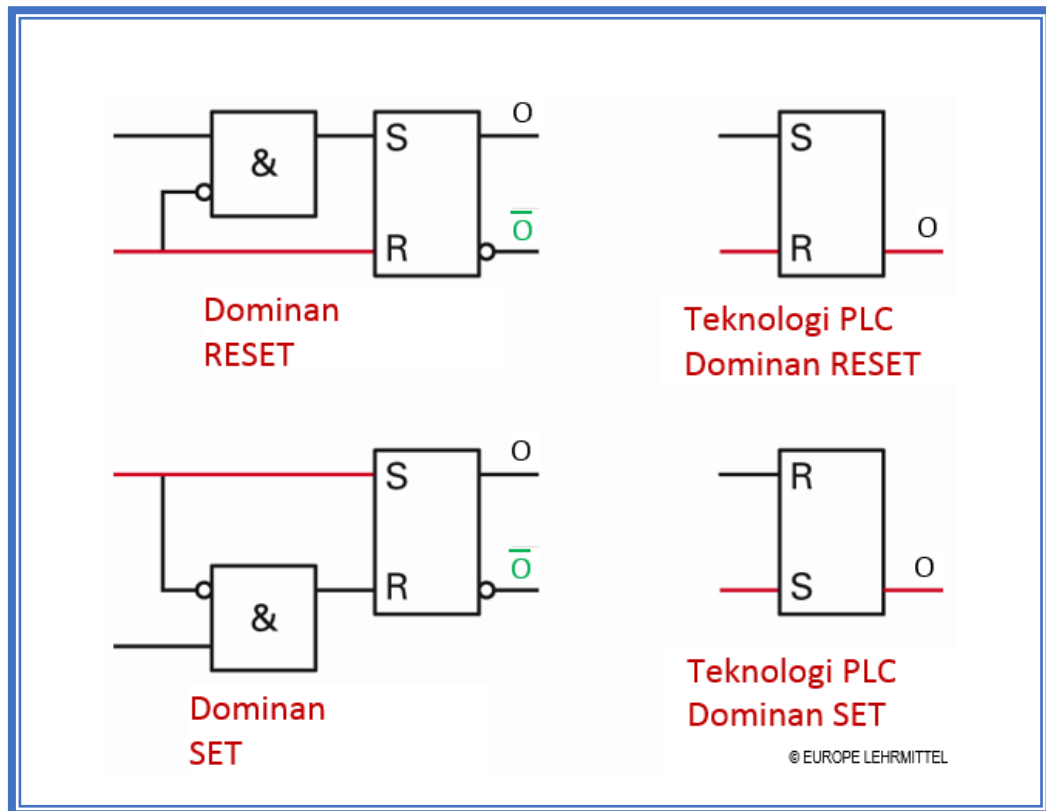 &
S
R
O
O̅
Dominan
RESET
S
R
O
Teknologi PLC
Dominan RESET
&
S
R
O
O̅
Dominan
SET
R
S
O
Teknologi PLC
Dominan SET
© EUROPE LEHRMITTEL